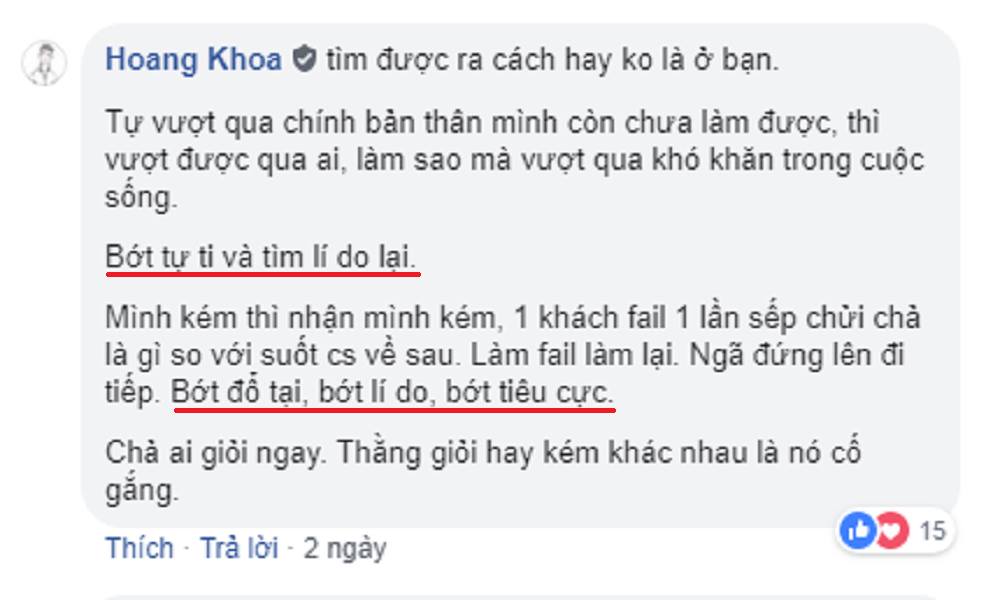 Hoang Khoa tìm được ra cách hay ko là ở bạn.
Tự vượt qua chính bản thân mình còn chưa làm được, thì
vượt được qua ai, làm sao mà vượt qua khó khăn trong cuộc
sống.
Bớt tự ti và tìm lí do lại.
Mình kém thì nhận mình kém, 1 khách fail 1 lần sếp chửi chả
là gì so với suốt cs về sau. Làm fail làm lại. Ngã đứng lên đi
tiếp. Bớt đổ tại, bớt lí do, bớt tiêu cực.
Chả ai giỏi ngay. Thằng giỏi hay kém khác nhau là nó cố
gắng.
15
Thích · Trả lời · 2 ngày